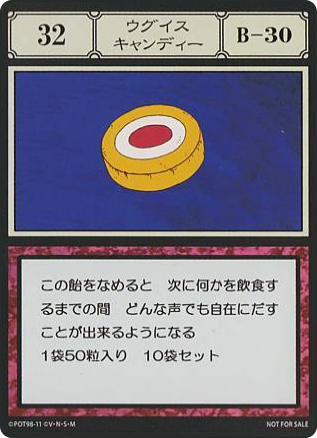 32
ウグイス
キャンディー
B-30
この飴をなめると 次に何かを飲食す
るまでの間 どんな声でも自在にだす
ことが出来るようになる
1袋50粒入り 10袋セット
©POT98-11 ©V・N・S・M
NOT FOR SALE